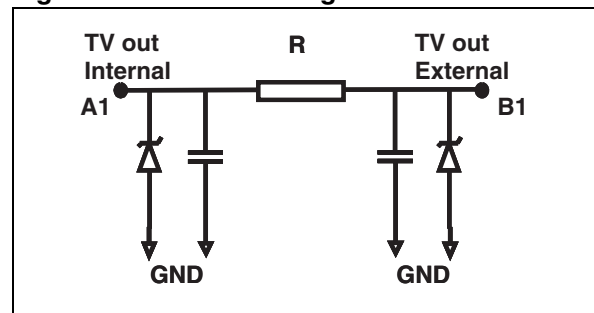 TV out
Internal
R
TV out
External
A1
B1
GND
GND